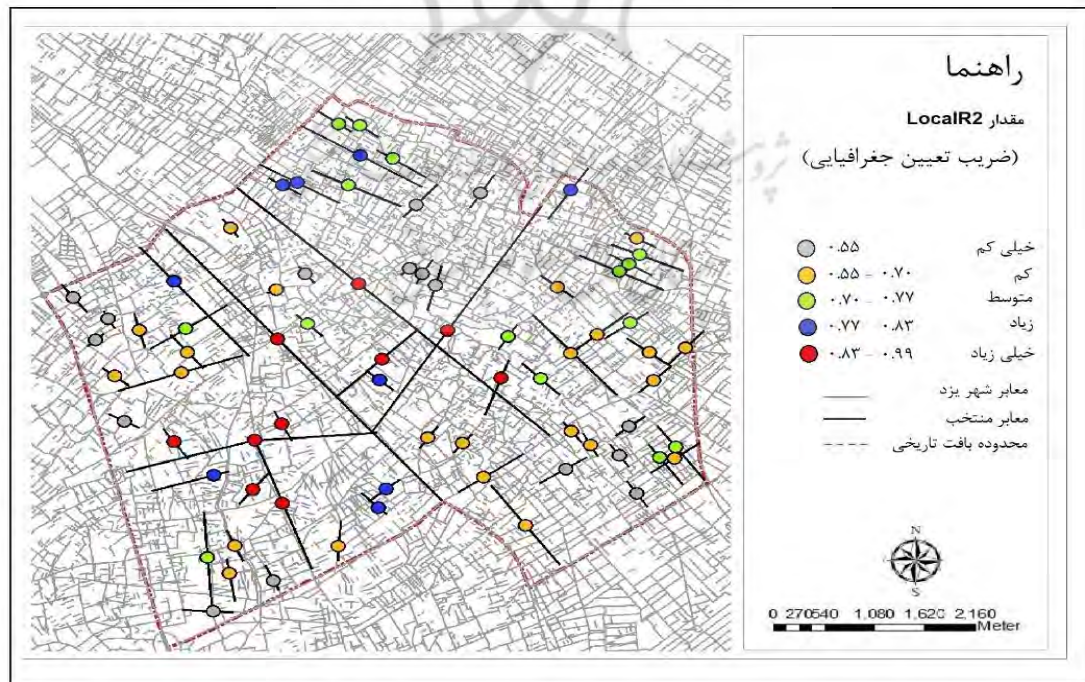 راهنما
مقدار LocalR2
(ضریب تعیین جغرافیایی)
خیلی کم ۰.۵۵
کم ۰.۵۵ - ۰.۷۰
متوسط ۰.۷۰ - ۰.۷۷
زیاد ۰.۷۷ - ۰.۸۳
خیلی زیاد ۰.۸۳ - ۰.۹۹
معابر شهر یزد
معابر منتخب
محدوده بافت تاریخی
N
S
0 270540 1,080 1,620 2,160
Meter